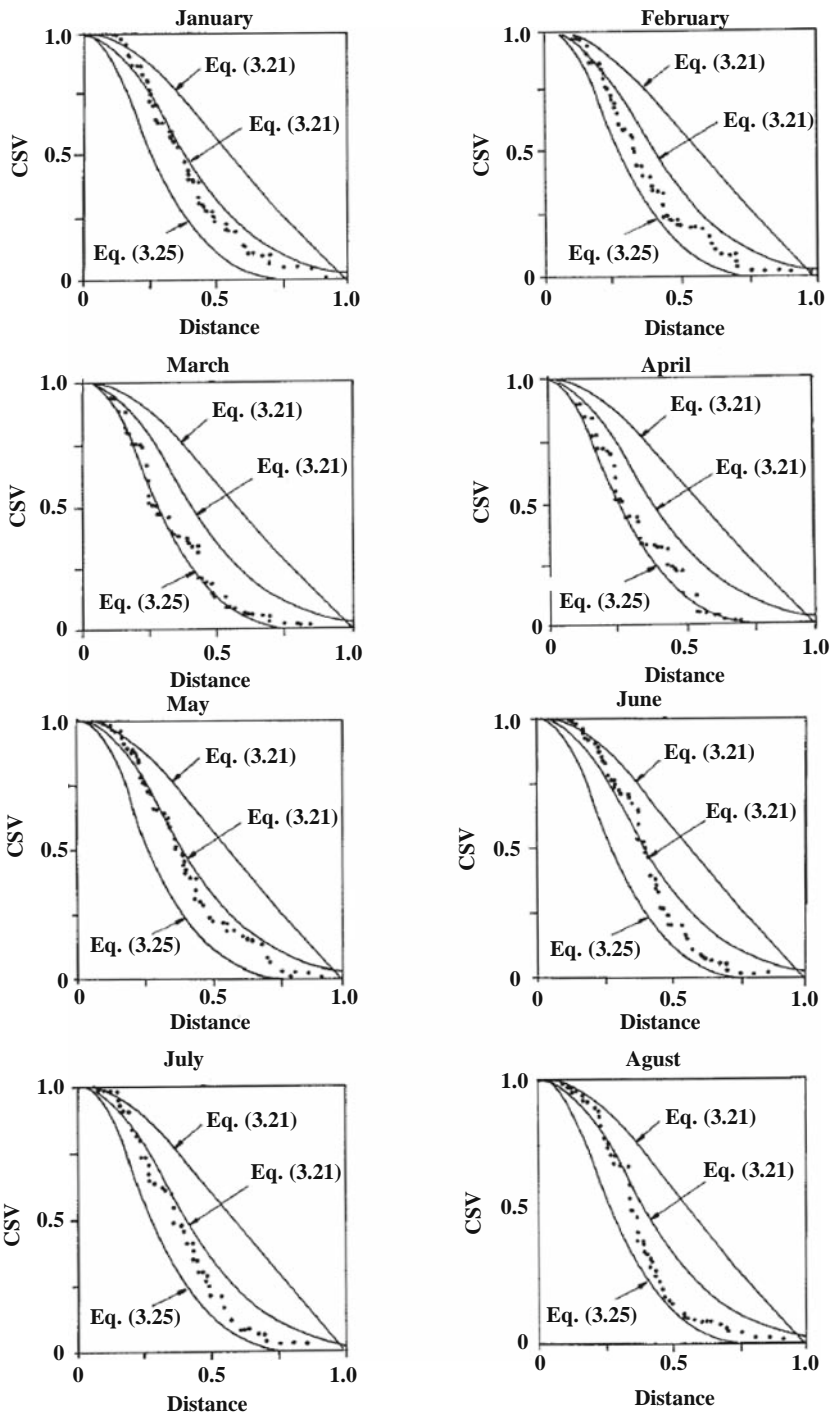 January
1.0
Eq. (3.21)
Eq. (3.21)
CSV
0.5
Eq. (3.25)
0
0
0.5
1.0
Distance
February
1.0
Eq. (3.21)
Eq. (3.21)
CSV
0.5
Eq. (3.25)
0
0
0.5
1.0
Distance
March
1.0
Eq. (3.21)
Eq. (3.21)
CSV
0.5
Eq. (3.25)
0
0
0.5
1.0
Distance
April
1.0
Eq. (3.21)
Eq. (3.21)
CSV
0.5
Eq. (3.25)
0
0
0.5
1.0
Distance
May
1.0
Eq. (3.21)
Eq. (3.21)
CSV
0.5
Eq. (3.25)
0
0
0.5
1.0
Distance
June
1.0
Eq. (3.21)
Eq. (3.21)
CSV
0.5
Eq. (3.25)
0
0
0.5
1.0
Distance
July
1.0
Eq. (3.21)
Eq. (3.21)
CSV
0.5
Eq. (3.25)
0
0
0.5
1.0
Distance
Agust
1.0
Eq. (3.21)
Eq. (3.21)
CSV
0.5
Eq. (3.25)
0
0
0.5
1.0
Distance